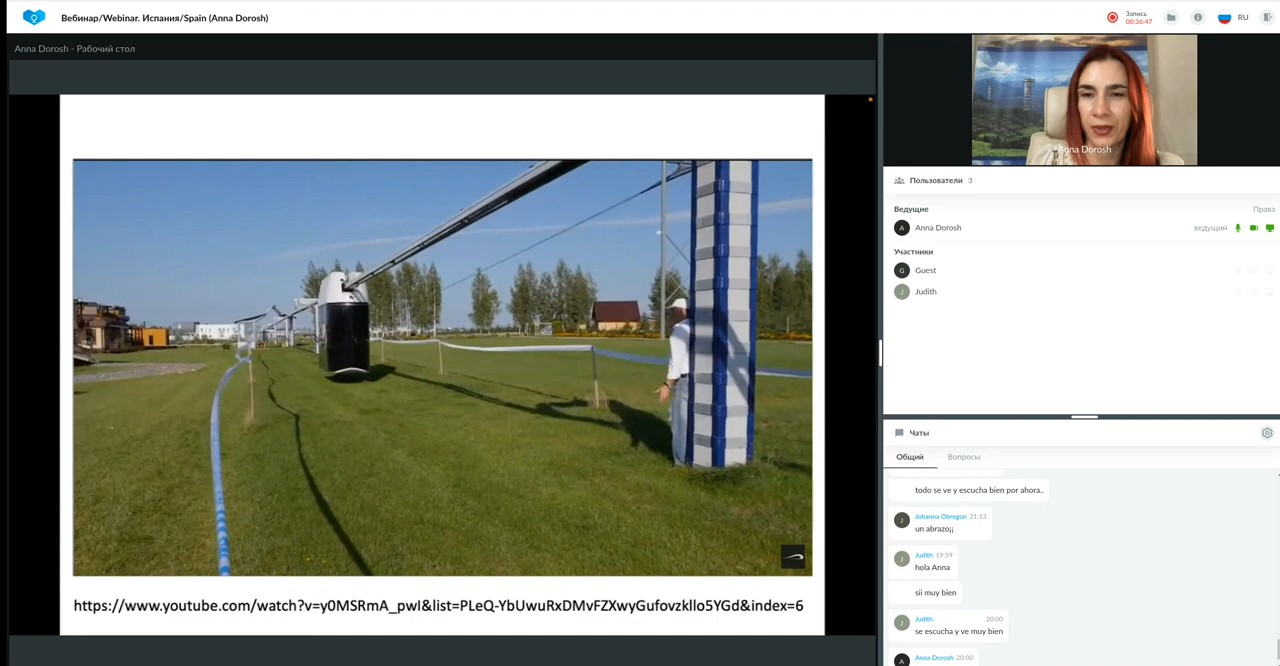 Вебинар/Webinar. Испания/Spain (Anna Dorosh)
Запись
00:36:47
RU
Anna Dorosh - Рабочий стол
https://www.youtube.com/watch?v=y0MSRmA_pwI&list=PLeQ-YbUwuRxDMvFZXwyGufovzkllo5YGd&index=6
Anna Dorosh
Пользователи 3
Ведущие Права
A Anna Dorosh ведущий
Участники
G Guest
J Judith
Чаты
Общий Вопросы
todo se ve y escucha bien por ahora..
J Johanna Obregon 21:13
un abrazo¡¡
J Judith 19:59
hola Anna
sii muy bien
J Judith 20:00
se escucha y ve muy bien
A Anna Dorosh 20:00